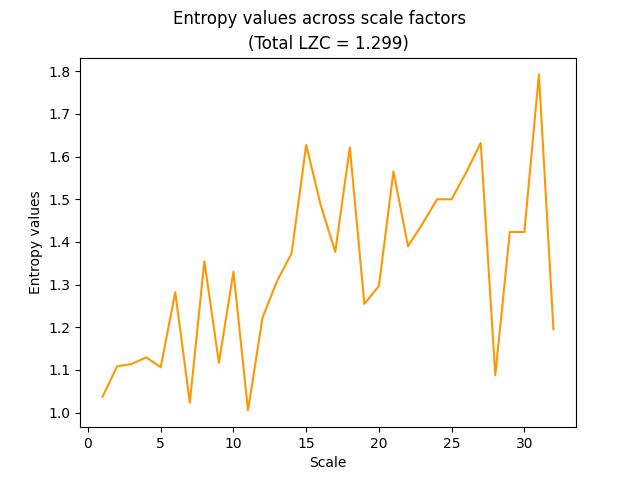 Entropy values across scale factors
(Total LZC = 1.299)
1.8
1.7
1.6
1.5
1.4
1.3
1.2
1.1
1.0
Entropy values
0 5 10 15 20 25 30
Scale